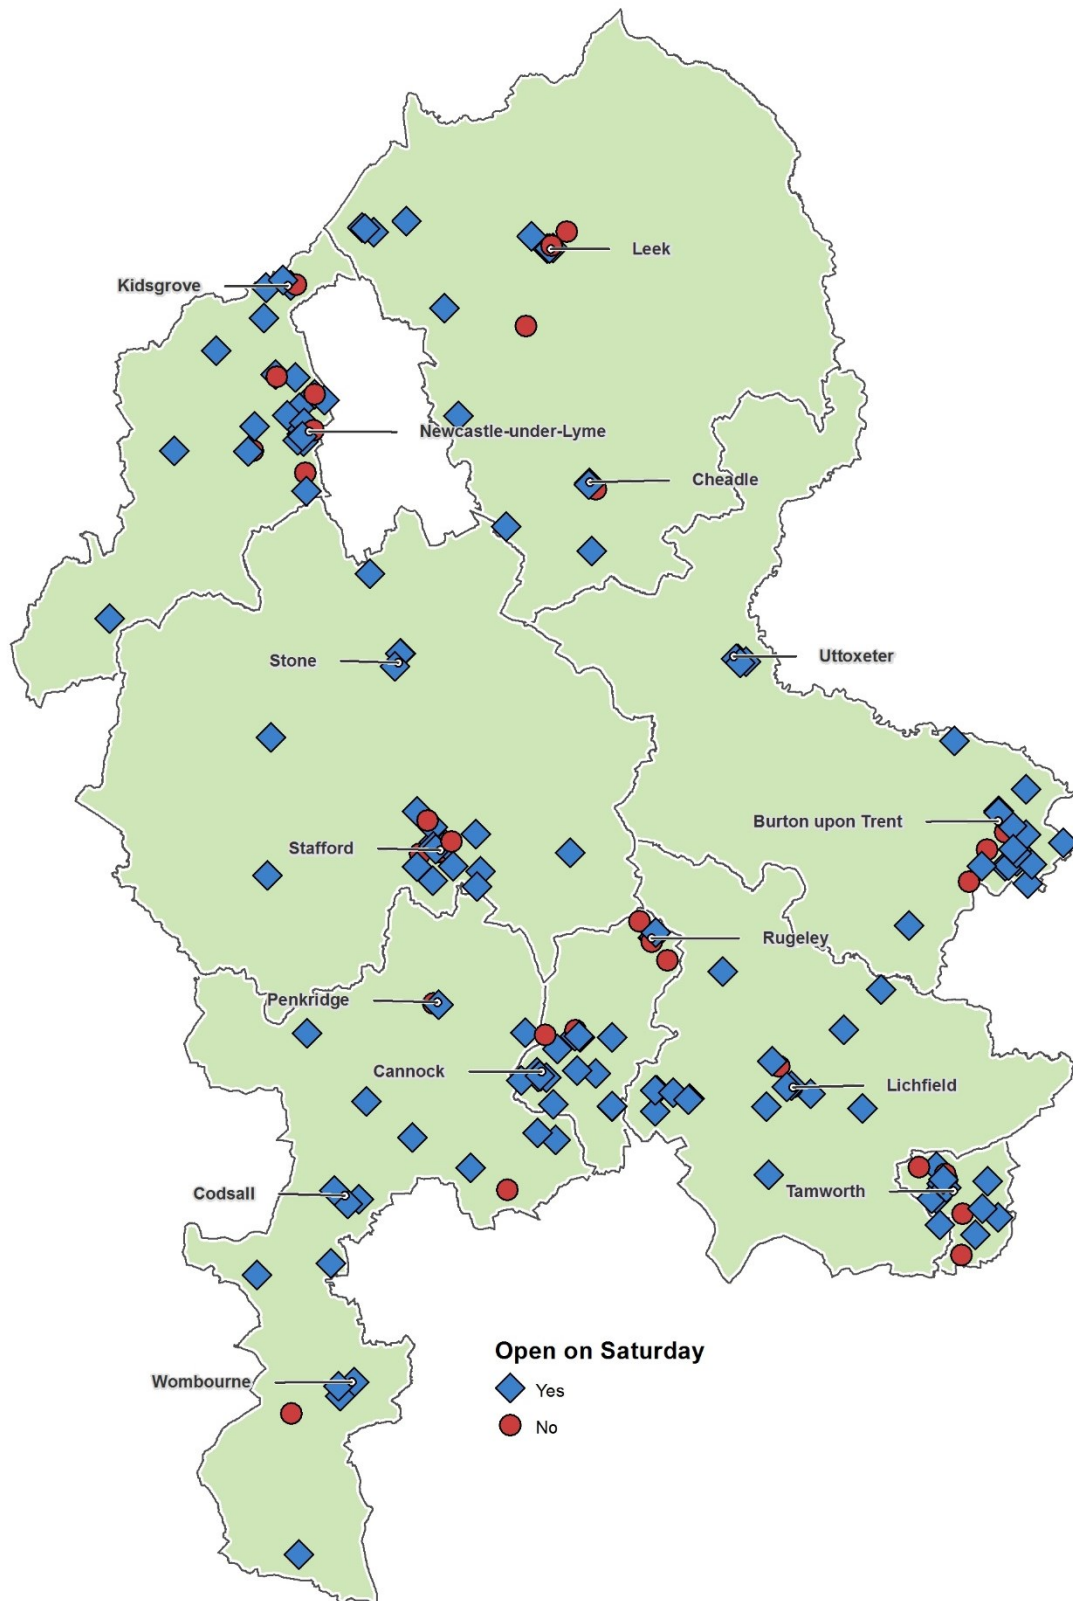 Leek
Kidsgrove
Newcastle-under-Lyme
Cheadle
Stone
Uttoxeter
Burton upon Trent
Stafford
Rugeley
Penkridge
Cannock
Lichfield
Tamworth
Codsall
Wombourne
Open on Saturday
Yes
No